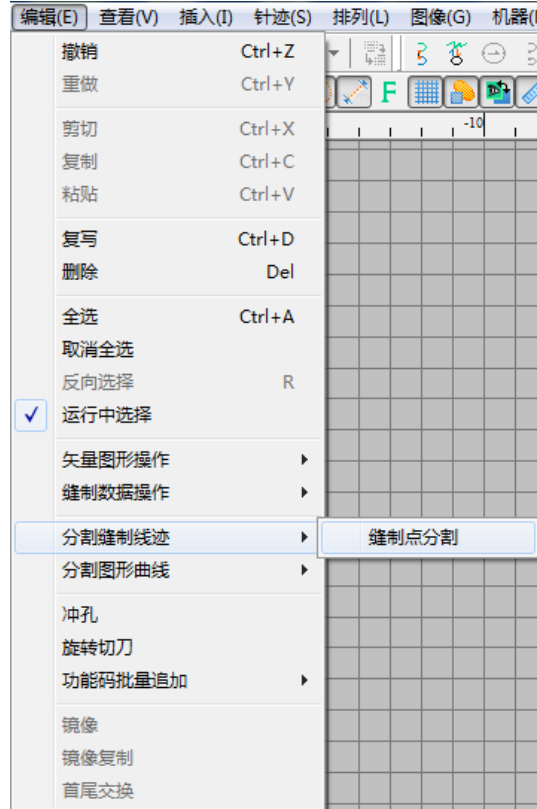 编辑(E) 查看(V) 插入(I) 针迹(S) 排列(L) 图像(G) 机器(
撤销 Ctrl+Z
重做 Ctrl+Y
F
-10
剪切 Ctrl+X
复制 Ctrl+C
粘贴 Ctrl+V
复写 Ctrl+D
删除 Del
全选 Ctrl+A
取消全选
反向选择 R
运行中选择
矢量图形操作
缝制数据操作
分割缝制线迹 缝制点分割
分割图形曲线
冲孔
旋转切刀
功能码批量追加
镜像
镜像复制
首尾交换